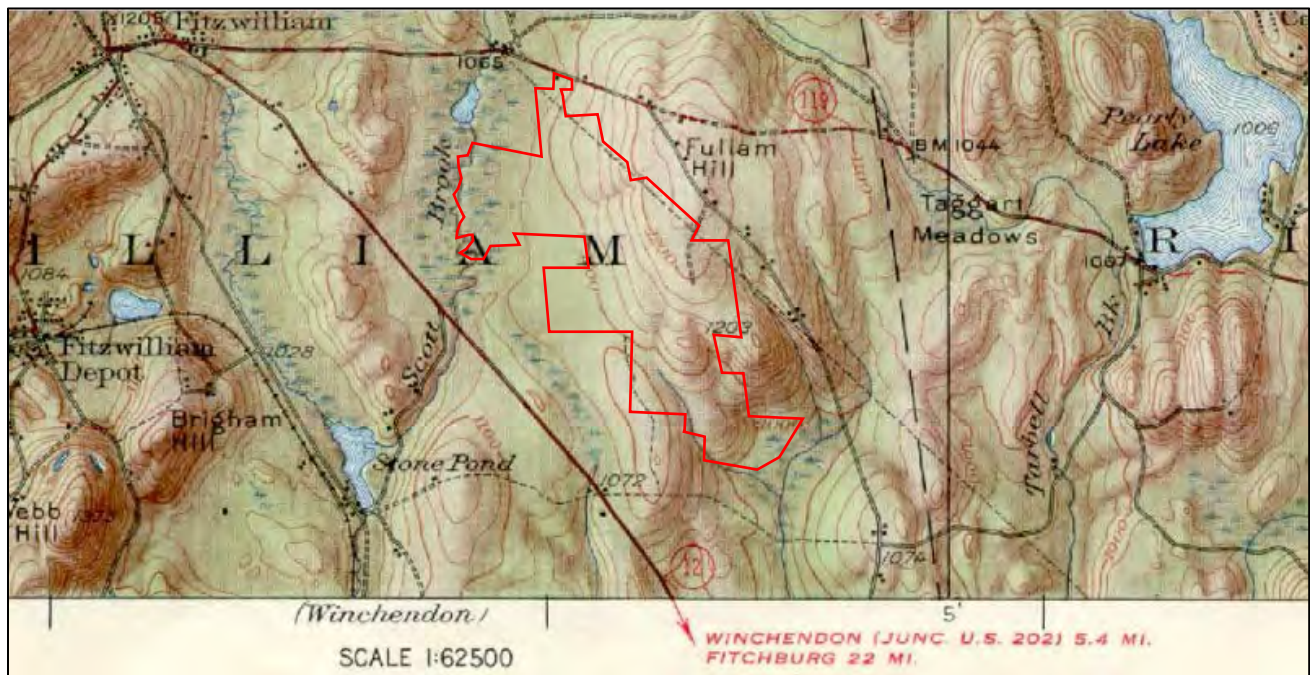 1205
Fitzwilliam
1065
119
Pearly
Lake
1006
Fullam
Hill
BM 1044
Taggart
Meadows
Brook
I L L I A M
R I
1067
1084
1203
Fitzwilliam
Depot
1028
Scott
Brigham
Hill
Tarbell
Bk
Stone Pond
1072
Webb
Hill
1074
12
(Winchendon)
5'
SCALE 1:62500
WINCHENDON (JUNC. U.S. 202) 5.4 MI.
FITCHBURG 22 MI.